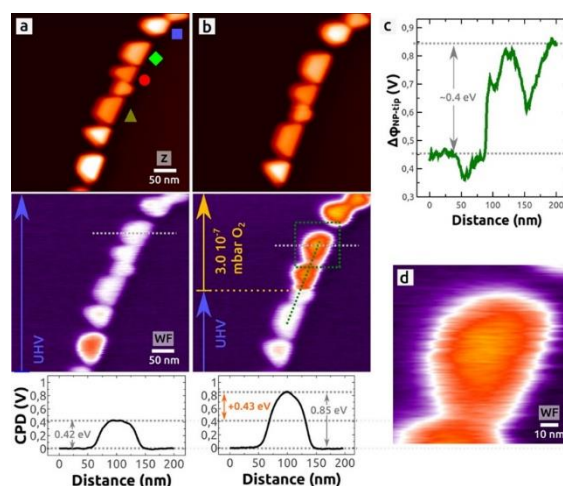 a
z
50 nm
b
c
0,9
0,8
0,7
0,6
0,5
0,4
0,3
0,2
ΔφNP-tip
(V)
~0.4 eV
0 50 100 150 200
Distance (nm)
UHV
WF
50 nm
3.0 10⁻⁷
mbar O₂
UHV
d
WF
10 nm
CPD (V)
1
0,8
0,6
0,4
0,2
0
0.42 eV
0 50 100 150 200
Distance (nm)
1
0,8
0,6
0,4
0,2
0
+0.43 eV
0.85 eV
0 50 100 150 200
Distance (nm)